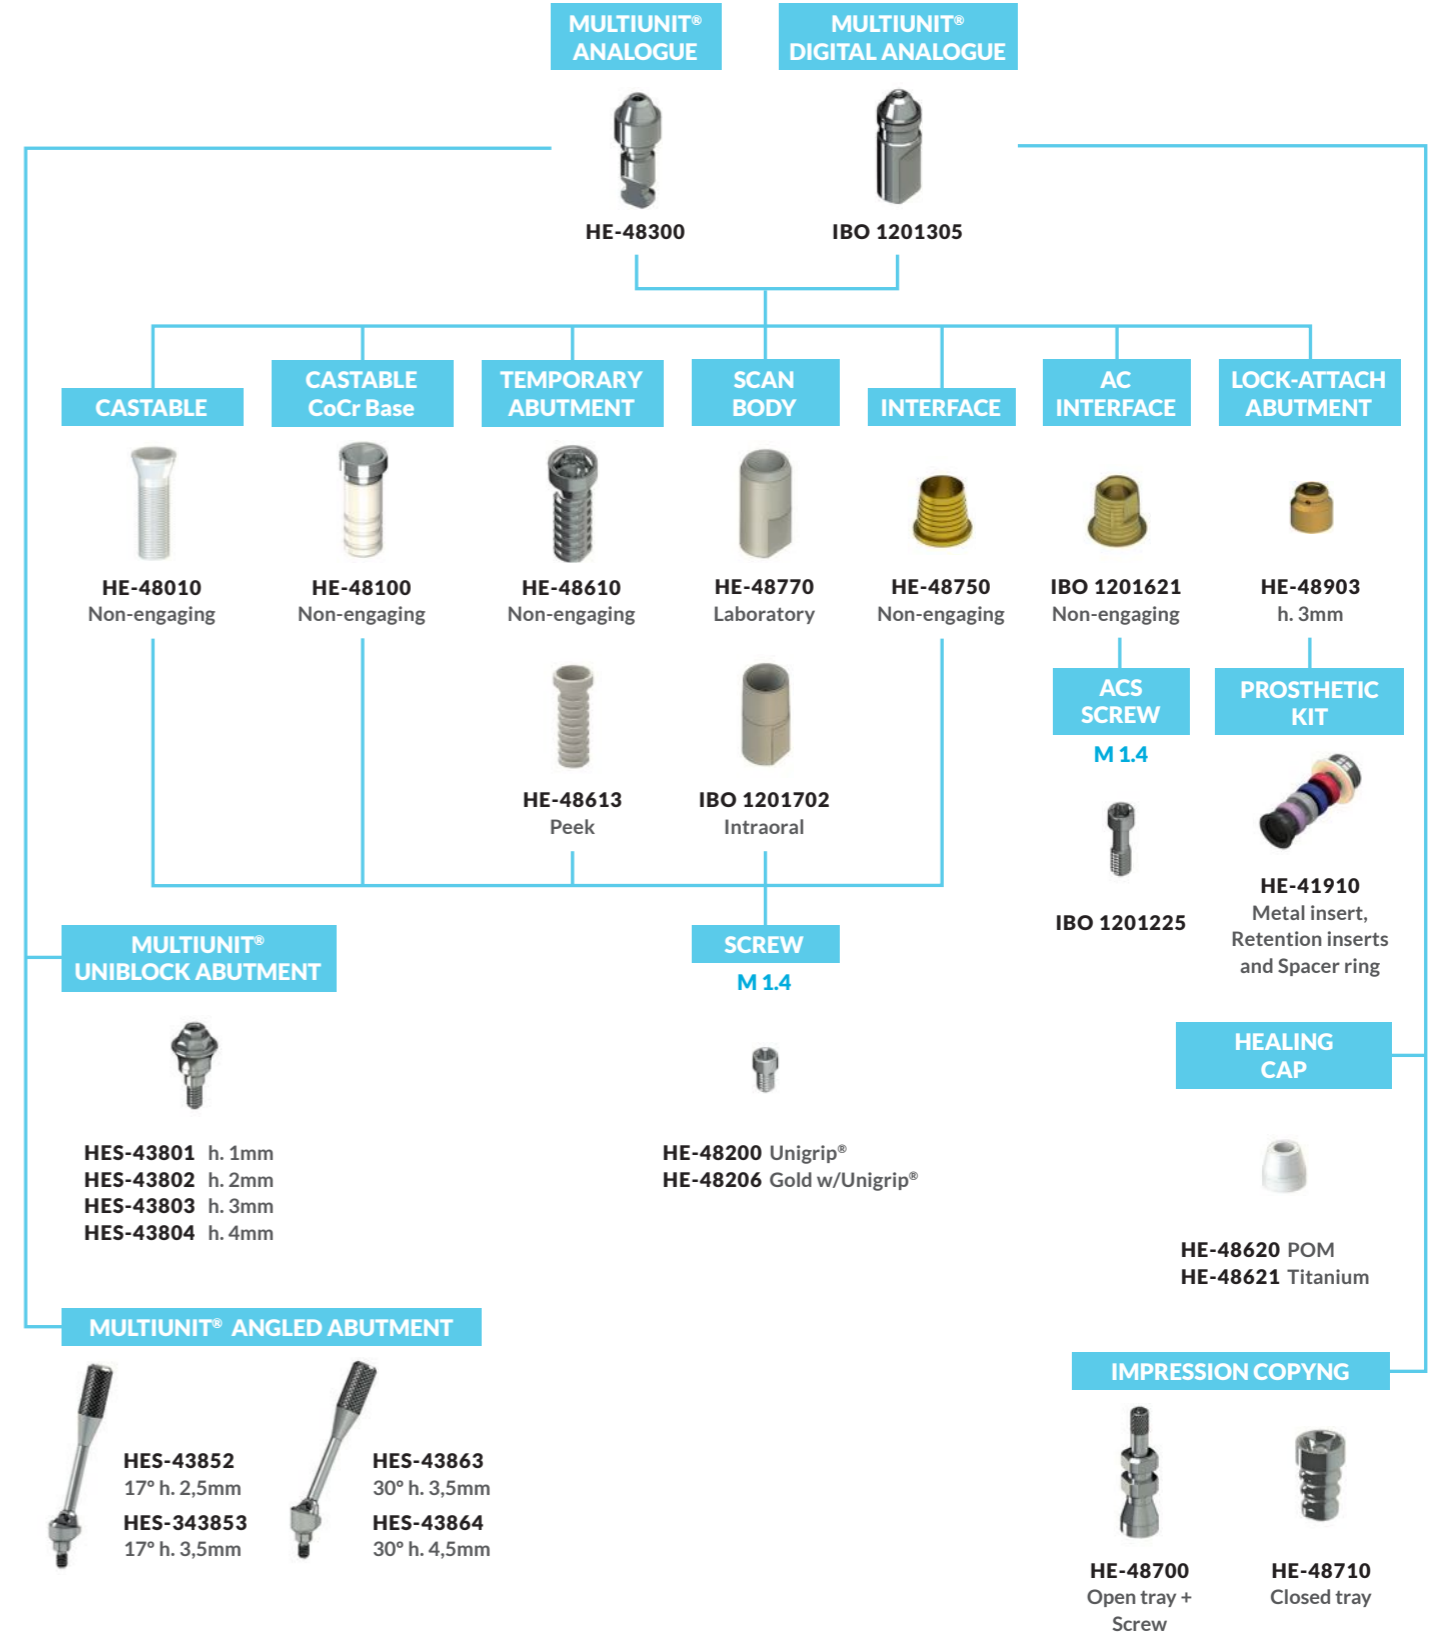 MULTIUNIT®
ANALOGUE
MULTIUNIT®
DIGITAL ANALOGUE
HE-48300
IBO 1201305
CASTABLE
CASTABLE
CoCr Base
TEMPORARY
ABUTMENT
SCAN
BODY
INTERFACE
AC
INTERFACE
LOCK-ATTACH
ABUTMENT
HE-48010
Non-engaging
HE-48100
Non-engaging
HE-48610
Non-engaging
HE-48770
Laboratory
HE-48750
Non-engaging
IBO 1201621
Non-engaging
HE-48903
h. 3mm
HE-48613
Peek
IBO 1201702
Intraoral
ACS
SCREW
M 1.4
IBO 1201225
PROSTHETIC
KIT
HE-41910
Metal insert,
Retention inserts
and Spacer ring
MULTIUNIT®
UNIBLOCK ABUTMENT
HES-43801 h. 1mm
HES-43802 h. 2mm
HES-43803 h. 3mm
HES-43804 h. 4mm
SCREW
M 1.4
HE-48200 Unigrip®
HE-48206 Gold w/Unigrip®
HEALING
CAP
HE-48620 POM
HE-48621 Titanium
MULTIUNIT® ANGLED ABUTMENT
HES-43852
17º h. 2,5mm
HES-343853
17º h. 3,5mm
HES-43863
30º h. 3,5mm
HES-43864
30º h. 4,5mm
IMPRESSION COPYNG
HE-48700
Open tray +
Screw
HE-48710
Closed tray